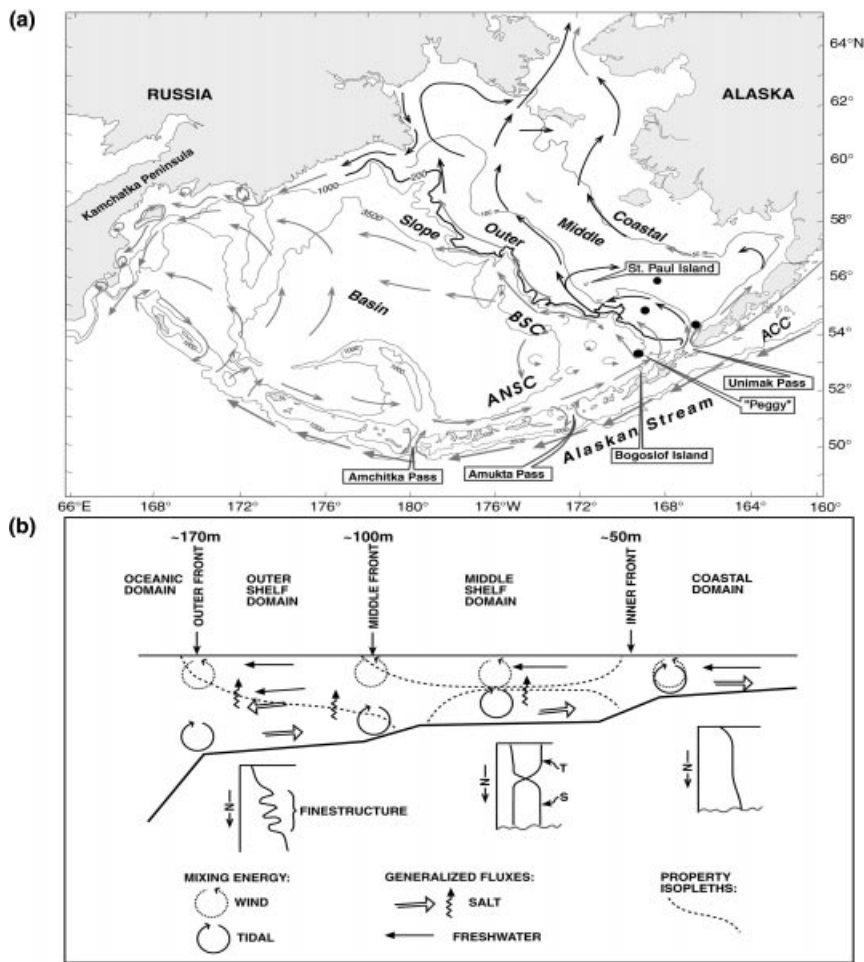 (a)
64°N
62°
60°
58°
56°
54°
52°
50°
RUSSIA
ALASKA
Kamchatka Peninsula
1000
200
3500
Slope
Outer
Middle
Coastal
St. Paul Island
Basin
BSC
ANSC
ACC
1000
1000
Unimak Pass
"Peggy"
Alaskan Stream
Bogoslof Island
Amukta Pass
Amchitka Pass
66°E 168° 172° 176° 180° 176°W 172° 168° 164° 160°
(b)
~170m ~100m ~50m
OCEANIC DOMAIN
OUTER FRONT
OUTER SHELF DOMAIN
MIDDLE FRONT
MIDDLE SHELF DOMAIN
INNER FRONT
COASTAL DOMAIN
N
FINESTRUCTURE
N
T
S
N
MIXING ENERGY:
WIND
TIDAL
GENERALIZED FLUXES:
SALT
FRESHWATER
PROPERTY
ISOPLETHS: